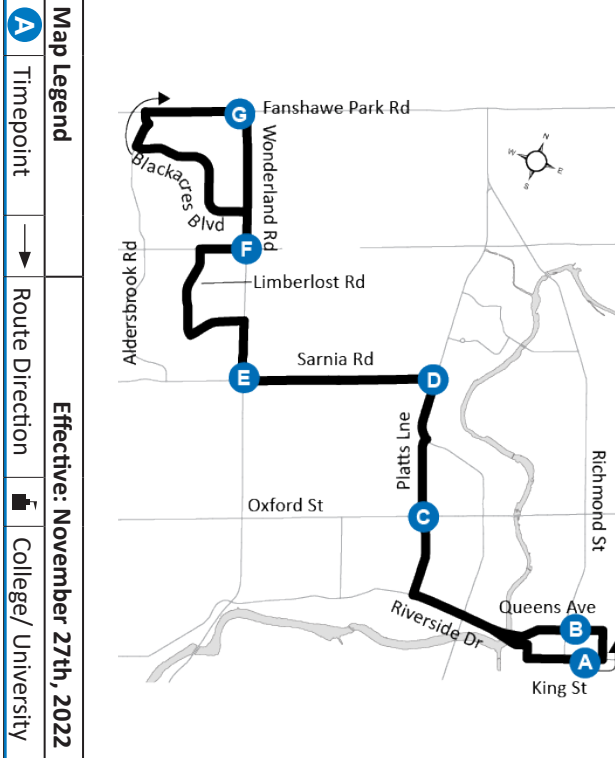 Map Legend
Effective: November 27th, 2022
A Timepoint
Route Direction
College/ University
G
Fanshawe Park Rd
Wonderland Rd
Blackacres Blvd
F
Aldersbrook Rd
Limberlost Rd
E
Sarnia Rd
D
Platts Lne
Oxford St
C
Richmond St
Riverside Dr
Queens Ave
B
A
King St
N
W
E
S